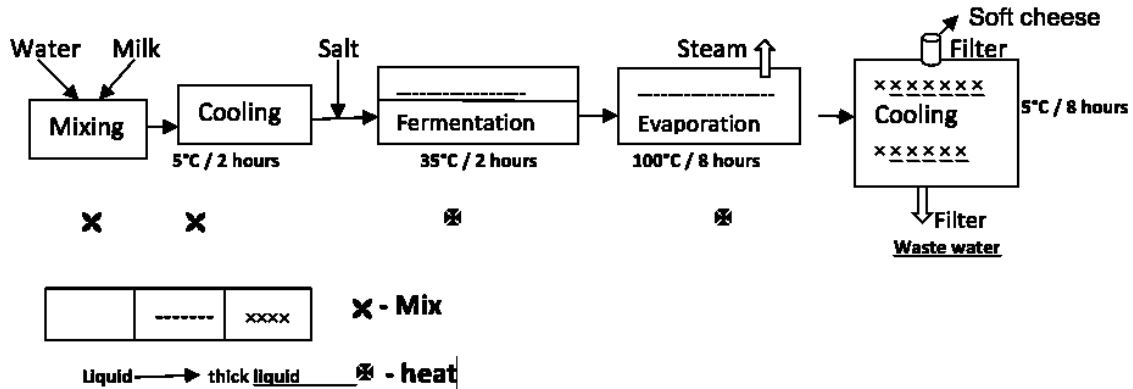 Soft cheese
Water Milk Salt Steam Filter
Mixing
Cooling
Fermentation
Evaporation
Cooling
5°C / 2 hours
35°C / 2 hours
100°C / 8 hours
5°C / 8 hours
Filter
Waste water
- Mix
Liquid thick liquid
- heat